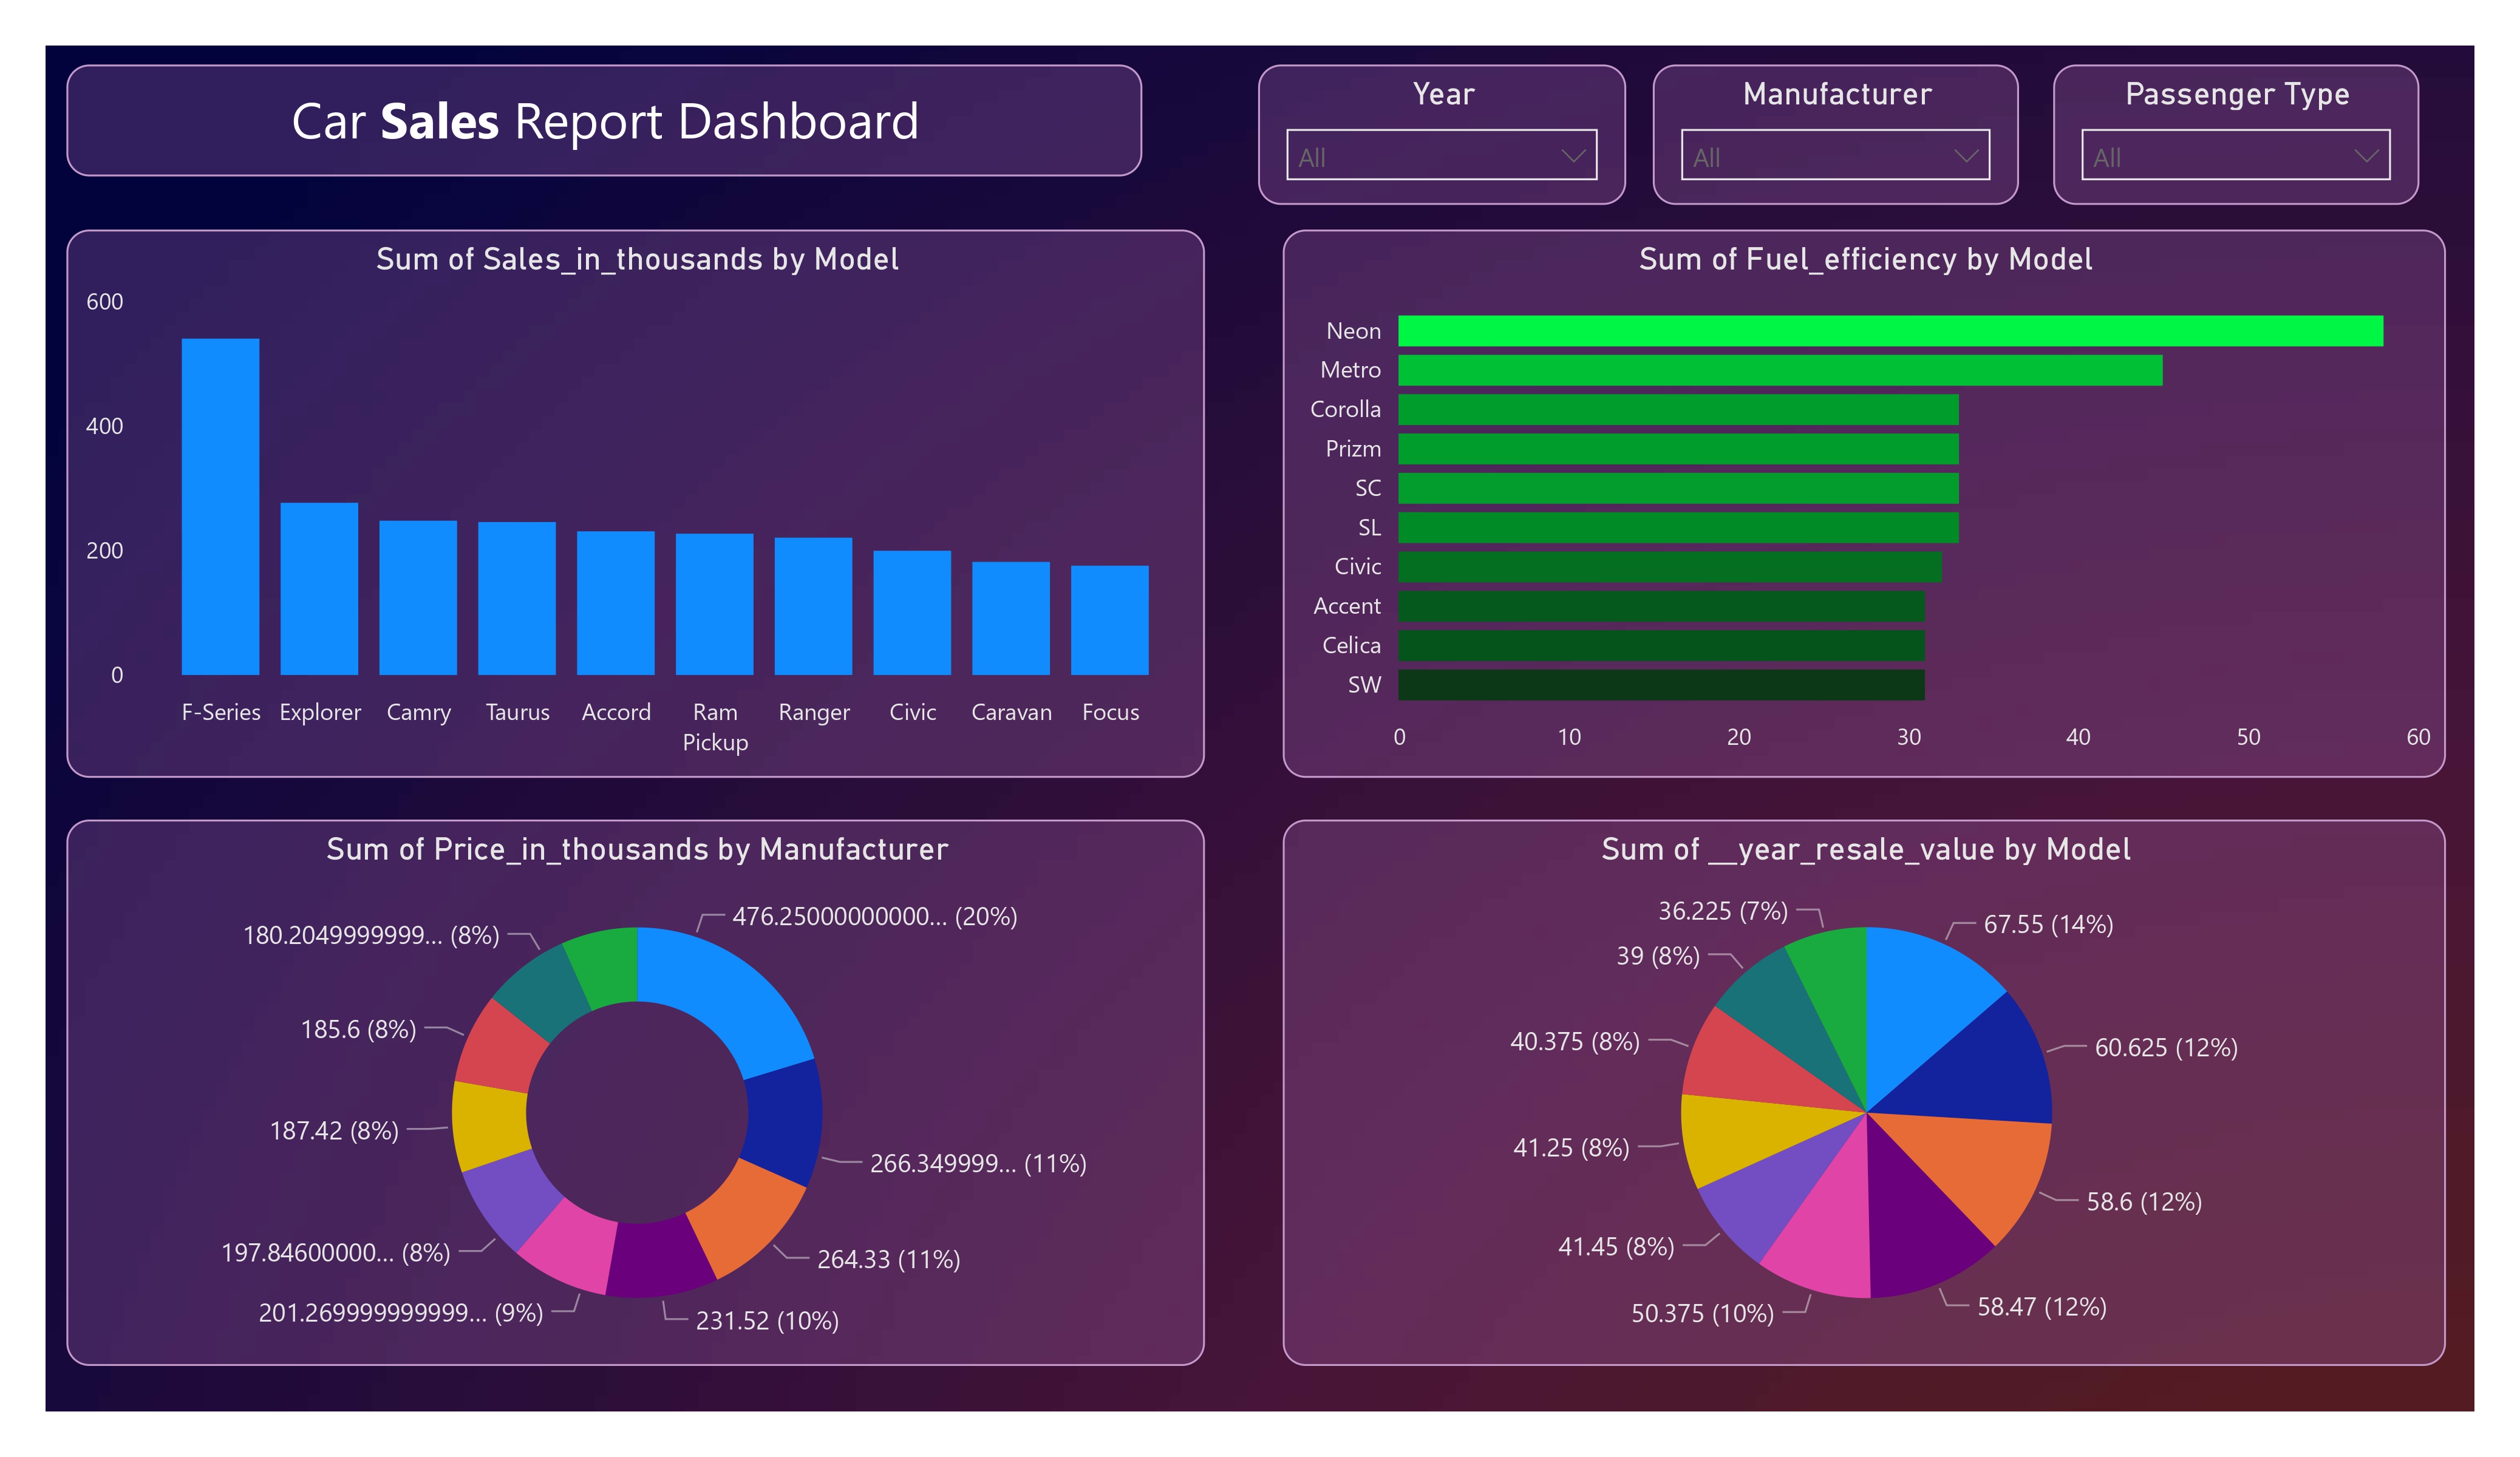 Car Sales Report Dashboard
Year
All
Manufacturer
All
Passenger Type
All
Sum of Sales_in_thousands by Model
600
400
200
0
F-Series
Explorer
Camry
Taurus
Accord
Ram
Pickup
Ranger
Civic
Caravan
Focus
Sum of Fuel_efficiency by Model
Neon
Metro
Corolla
Prizm
SC
SL
Civic
Accent
Celica
SW
0
10
20
30
40
50
60
Sum of Price_in_thousands by Manufacturer
476.25000000000... (20%)
266.349999... (11%)
264.33 (11%)
231.52 (10%)
201.269999999999... (9%)
197.84600000... (8%)
187.42 (8%)
185.6 (8%)
180.2049999999... (8%)
Sum of __year_resale_value by Model
67.55 (14%)
60.625 (12%)
58.6 (12%)
58.47 (12%)
50.375 (10%)
41.45 (8%)
41.25 (8%)
40.375 (8%)
39 (8%)
36.225 (7%)